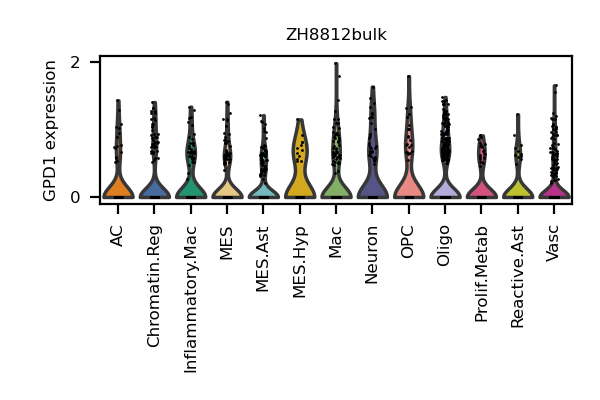 ZH8812bulk
GPD1 expression
2
0
AC
Chromatin.Reg
Inflammatory.Mac
MES
MES.Ast
MES.Hyp
Mac
Neuron
OPC
Oligo
Prolif.Metab
Reactive.Ast
Vasc